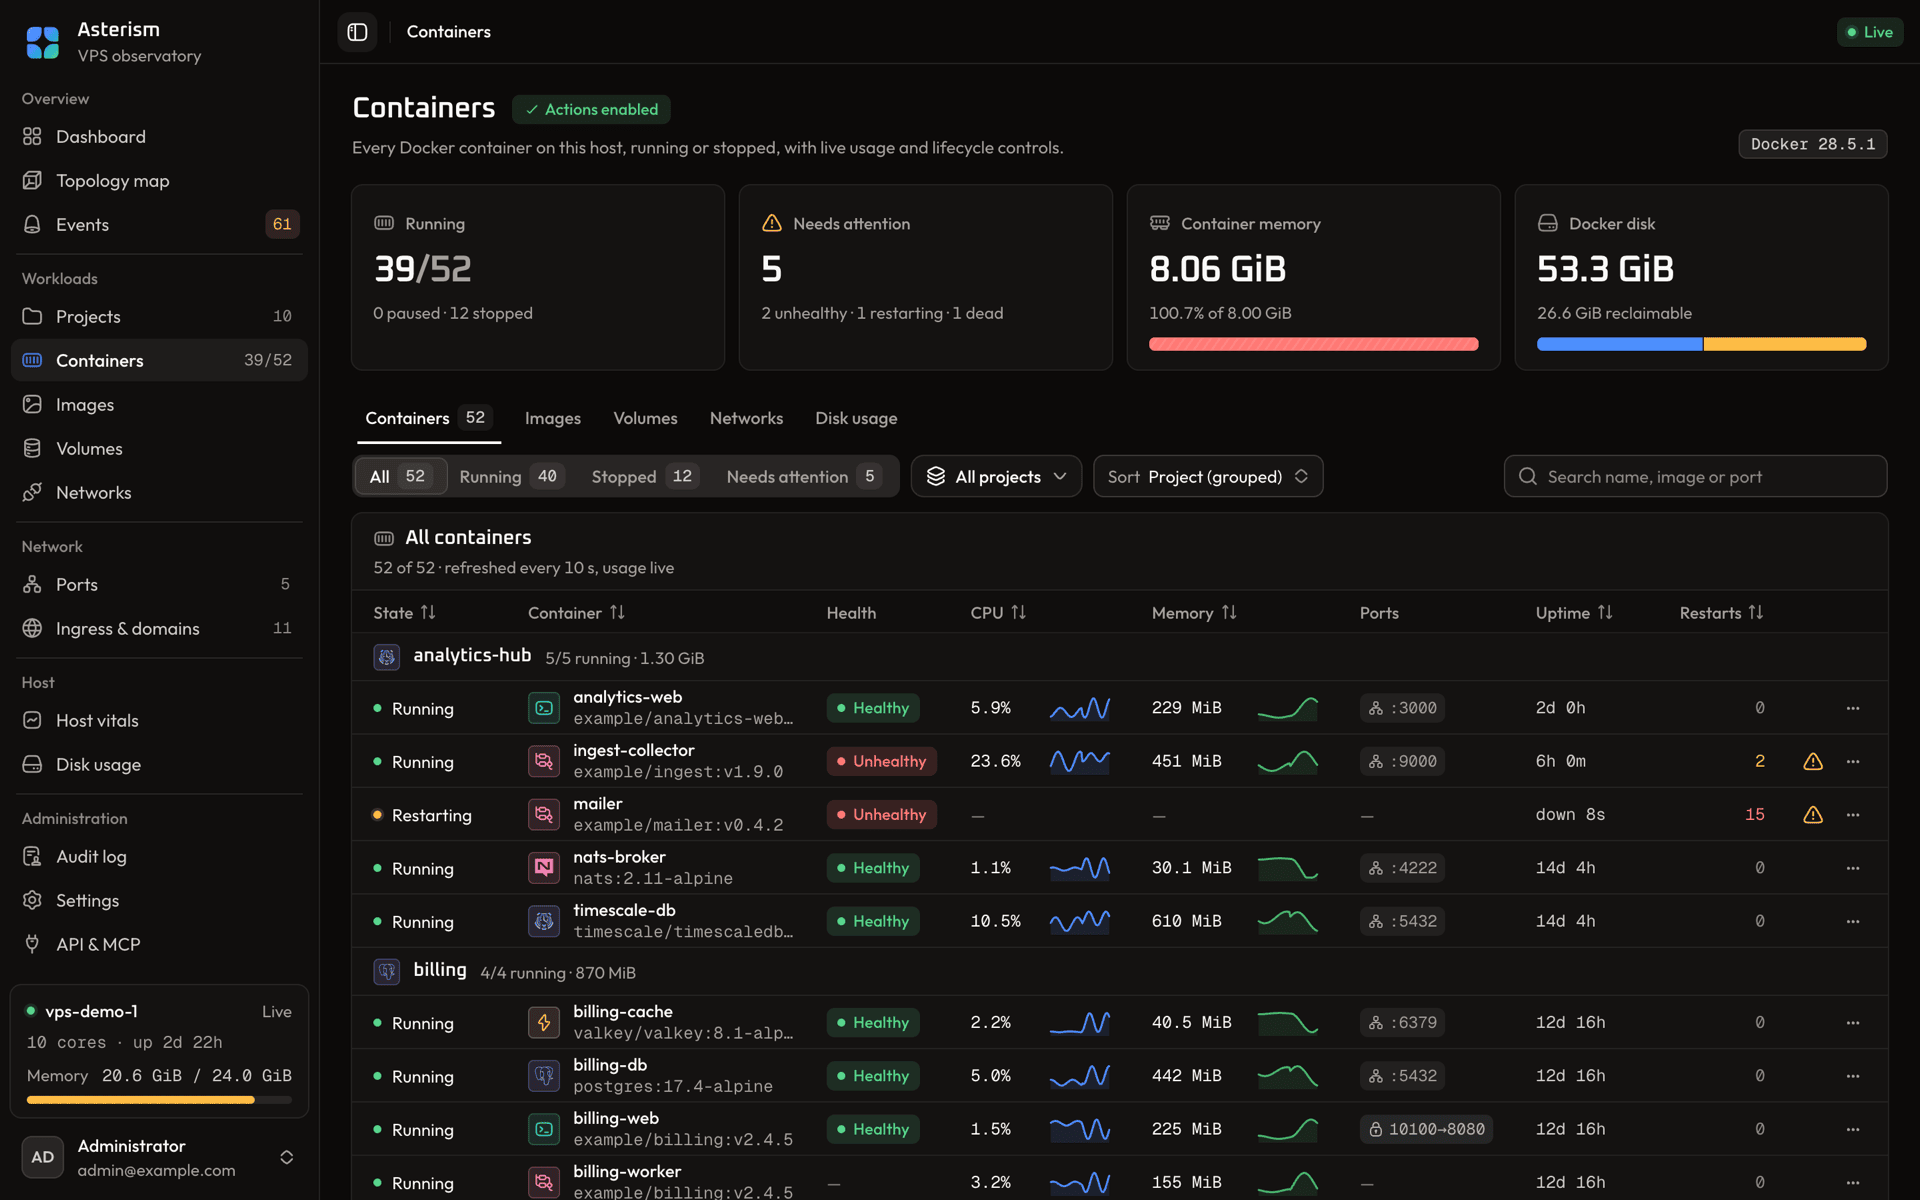 Asterism
VPS observatory
Overview
Dashboard
Topology map
Events 61
Workloads
Projects 10
Containers 39/52
Images
Volumes
Networks
Network
Ports 5
Ingress & domains 11
Host
Host vitals
Disk usage
Administration
Audit log
Settings
API & MCP
vps-demo-1 Live
10 cores · up 2d 22h
Memory 20.6 GiB / 24.0 GiB
AD
Administrator
admin@example.com
Containers
Live
Containers
Actions enabled
Every Docker container on this host, running or stopped, with live usage and lifecycle controls.
Docker 28.5.1
Running
39/52
0 paused · 12 stopped
Needs attention
5
2 unhealthy · 1 restarting · 1 dead
Container memory
8.06 GiB
100.7% of 8.00 GiB
Docker disk
53.3 GiB
26.6 GiB reclaimable
Containers 52 Images Volumes Networks Disk usage
All 52 Running 40 Stopped 12 Needs attention 5 All projects Sort Project (grouped) Search name, image or port
All containers
52 of 52 · refreshed every 10 s, usage live
State Container Health CPU Memory Ports Uptime Restarts
analytics-hub 5/5 running · 1.30 GiB
Running analytics-web Healthy 5.9% 229 MiB :3000 2d 0h 0
example/analytics-web…
Running ingest-collector Unhealthy 23.6% 451 MiB :9000 6h 0m 2
example/ingest:v1.9.0
Restarting mailer Unhealthy — — — down 8s 15
example/mailer:v0.4.2
Running nats-broker Healthy 1.1% 30.1 MiB :4222 14d 4h 0
nats:2.11-alpine
Running timescale-db Healthy 10.5% 610 MiB :5432 14d 4h 0
timescale/timescaledb…
billing 4/4 running · 870 MiB
Running billing-cache Healthy 2.2% 40.5 MiB :6379 12d 16h 0
valkey/valkey:8.1-alp…
Running billing-db Healthy 5.0% 442 MiB :5432 12d 16h 0
postgres:17.4-alpine
Running billing-web Healthy 1.5% 225 MiB 10100→8080 12d 16h 0
example/billing:v2.4.5
Running billing-worker — 3.2% 155 MiB — 12d 16h 0
example/billing:v2.4.5